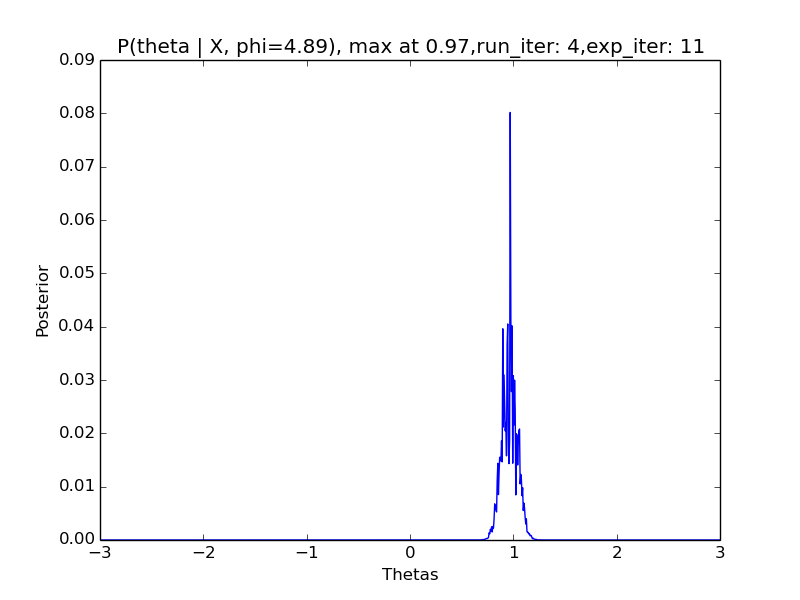 P(theta | X, phi=4.89), max at 0.97,run_iter: 4,exp_iter: 11
0.09
0.08
0.07
0.06
0.05
0.04
0.03
0.02
0.01
0.00
Posterior
−3 −2 −1 0 1 2 3
Thetas